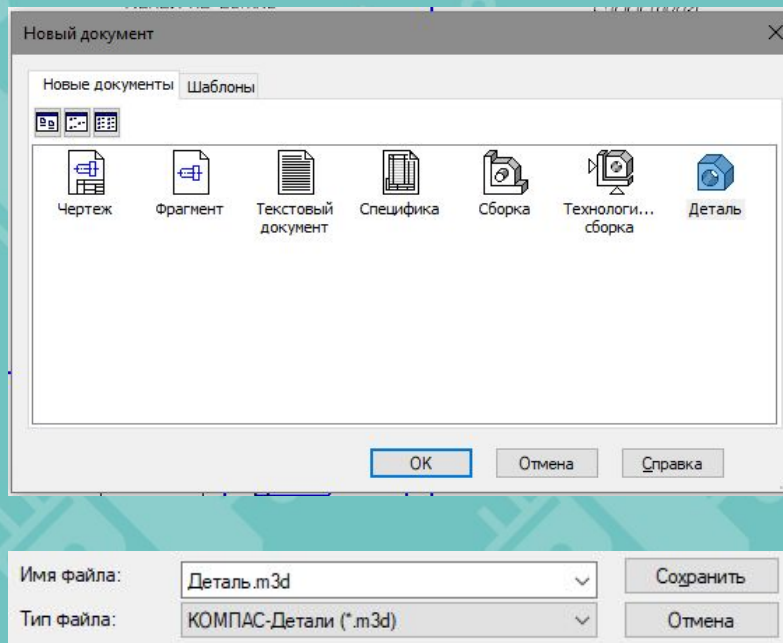 Новый документ
Новые документы Шаблоны
Чертеж Фрагмент Текстовый документ Специфика Сборка Технологи... сборка Деталь
OK Отмена Справка
Имя файла: Деталь.m3d Сохранить
Тип файла: КОМПАС-Детали (*.m3d) Отмена